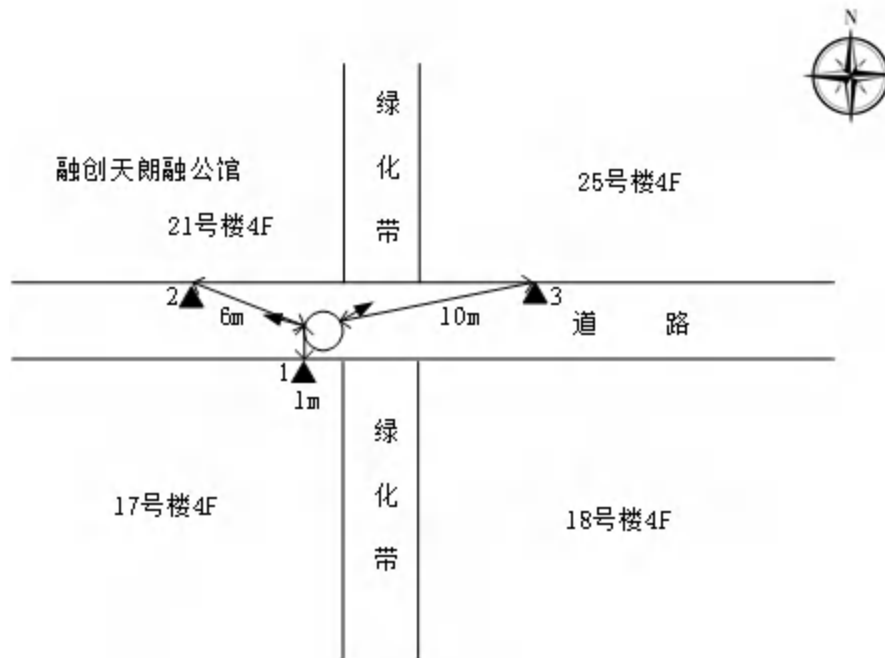 N
绿化带
融创天朗融公馆
25号楼4F
21号楼4F
2
3
6m
10m
道 路
1
1m
绿化带
17号楼4F
18号楼4F